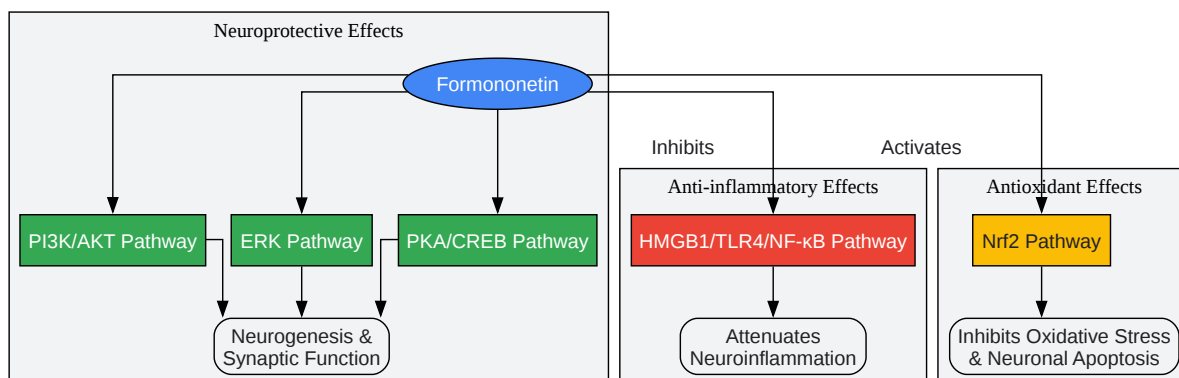 Neuroprotective Effects
Formononetin
Inhibits
Activates
Anti-inflammatory Effects
Antioxidant Effects
PI3K/AKT Pathway
ERK Pathway
PKA/CREB Pathway
HMGB1/TLR4/NF-κB Pathway
Nrf2 Pathway
Neurogenesis &
Synaptic Function
Attenuates
Neuroinflammation
Inhibits Oxidative Stress
& Neuronal Apoptosis